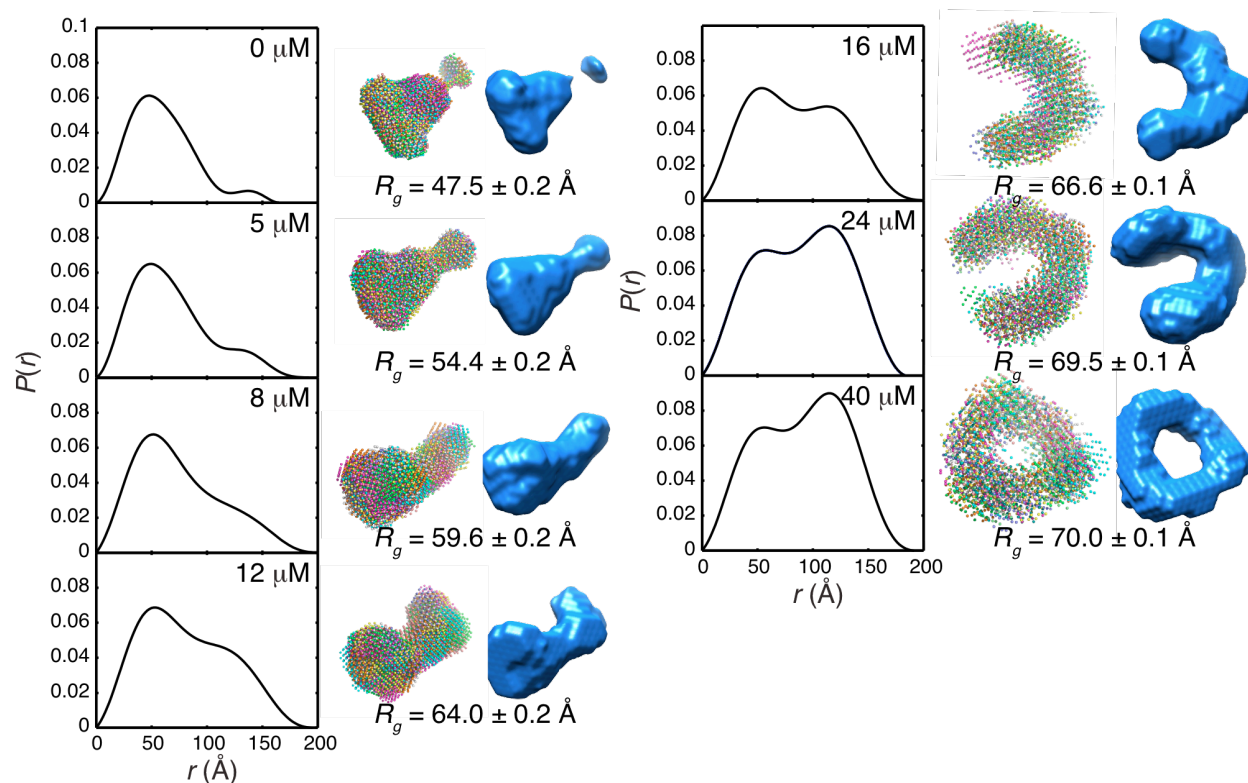 0.1
0 μM
0.08
0.06
0.04
0.02
0
R_g = 47.5 ± 0.2 Å
5 μM
0.08
0.06
0.04
0.02
0
R_g = 54.4 ± 0.2 Å
P(r)
8 μM
0.08
0.06
0.04
0.02
0
R_g = 59.6 ± 0.2 Å
12 μM
0.08
0.06
0.04
0.02
0
R_g = 64.0 ± 0.2 Å
0 50 100 150 200
r (Å)
16 μM
0.08
0.06
0.04
0.02
0
R_g = 66.6 ± 0.1 Å
24 μM
0.08
0.06
0.04
0.02
0
R_g = 69.5 ± 0.1 Å
P(r)
40 μM
0.08
0.06
0.04
0.02
0
R_g = 70.0 ± 0.1 Å
0 50 100 150 200
r (Å)